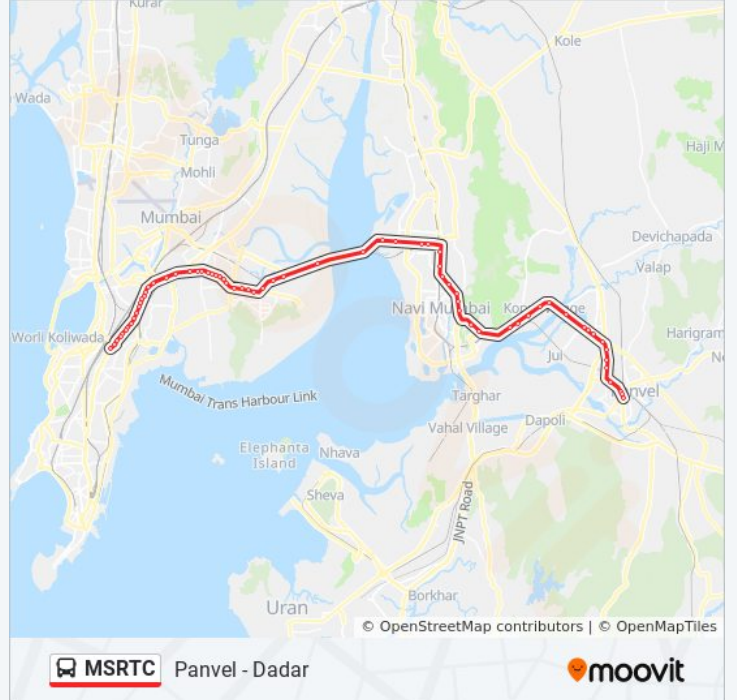 Kurar
Kole
Wada
Tunga
Haji M
Mohli
Mumbai
Devichapada
Valap
Navi Mumbai
Harigram
Worli Koliwada
Jui
Mumbai Trans Harbour Link
Targhar
Dapoli
Vahal Village
Elephanta
Island
Nhava
Sheva
JNPT Road
Borkhar
Uran
© OpenStreetMap contributors | © OpenMapTiles
MSRTC Panvel - Dadar moovit